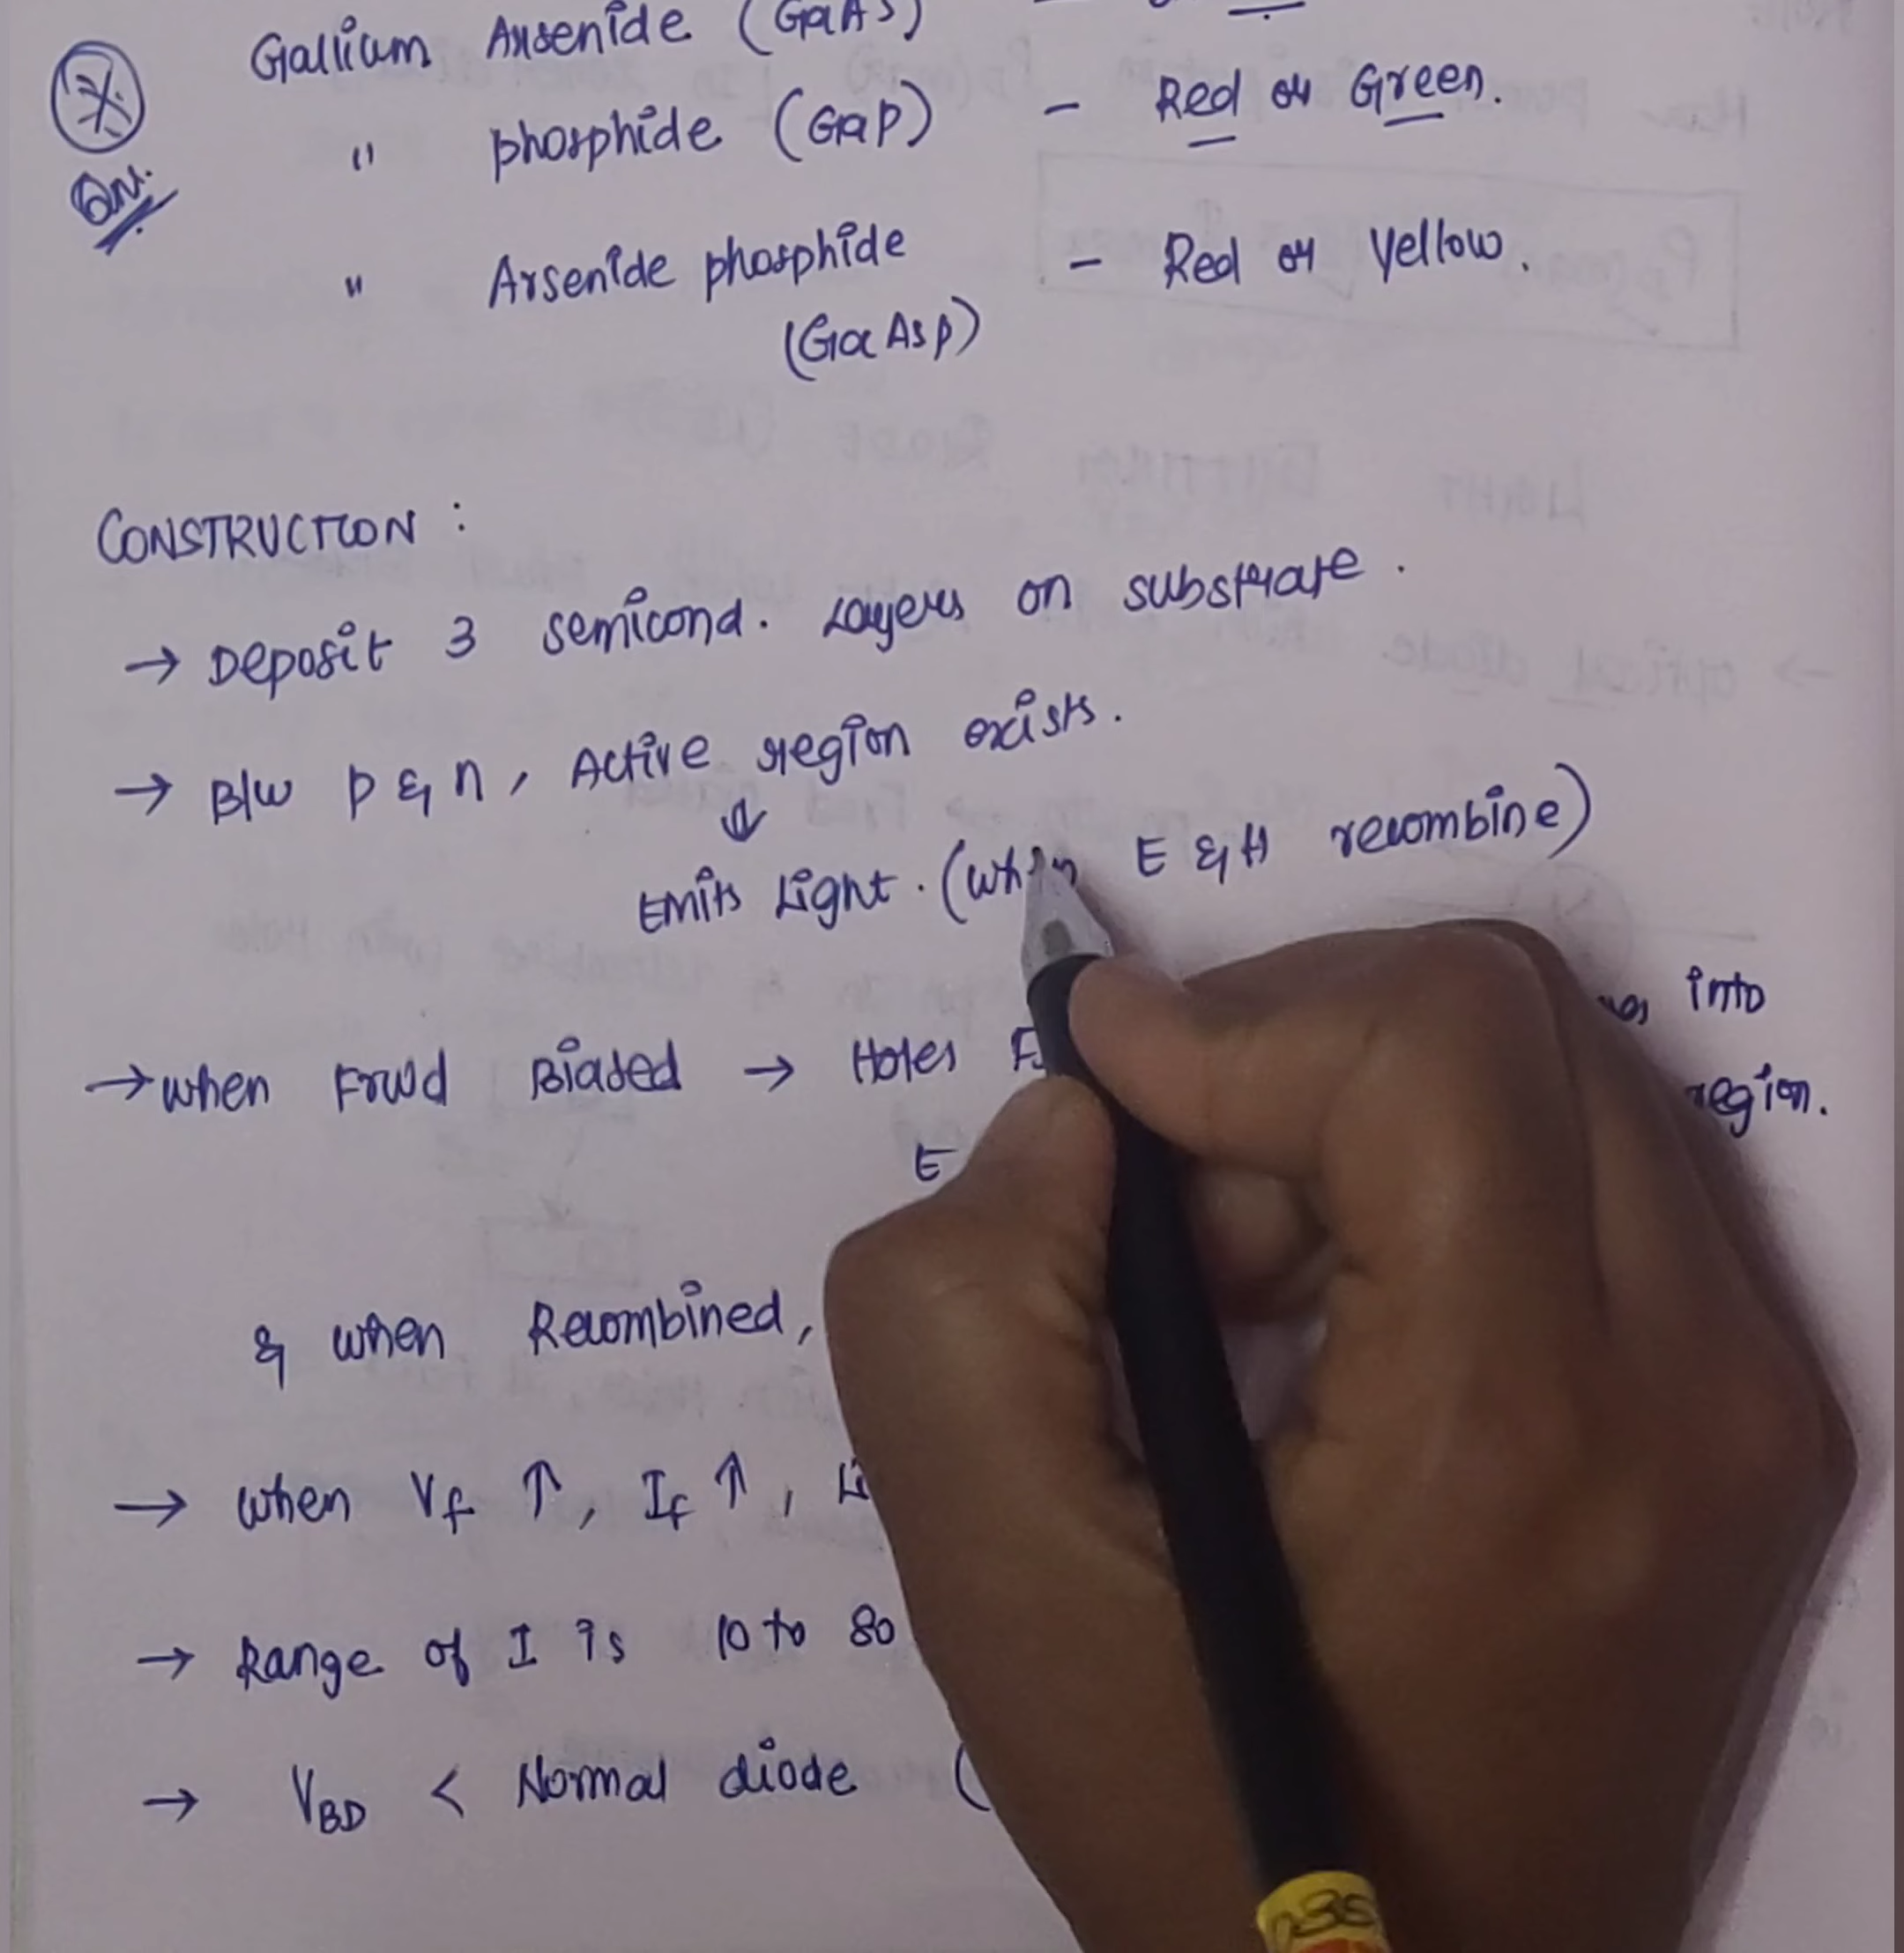 Gallium Arsenide (GaAs)
" phosphide (GaP) - Red or Green.
Qn.
" Arsenide phosphide - Red or Yellow.
(GaAsP)
CONSTRUCTION :
→ Deposit 3 semicond. Layers on substrate.
→ B/w p & n, Active region exists.
↓
Emits Light. (when E & H recombine)
→ when Frwd Biased → Holes into
region.
E
& when Recombined,
→ when Vf ↑, If ↑,
→ Range of I is 10 to 80
→ VBD < Normal diode (